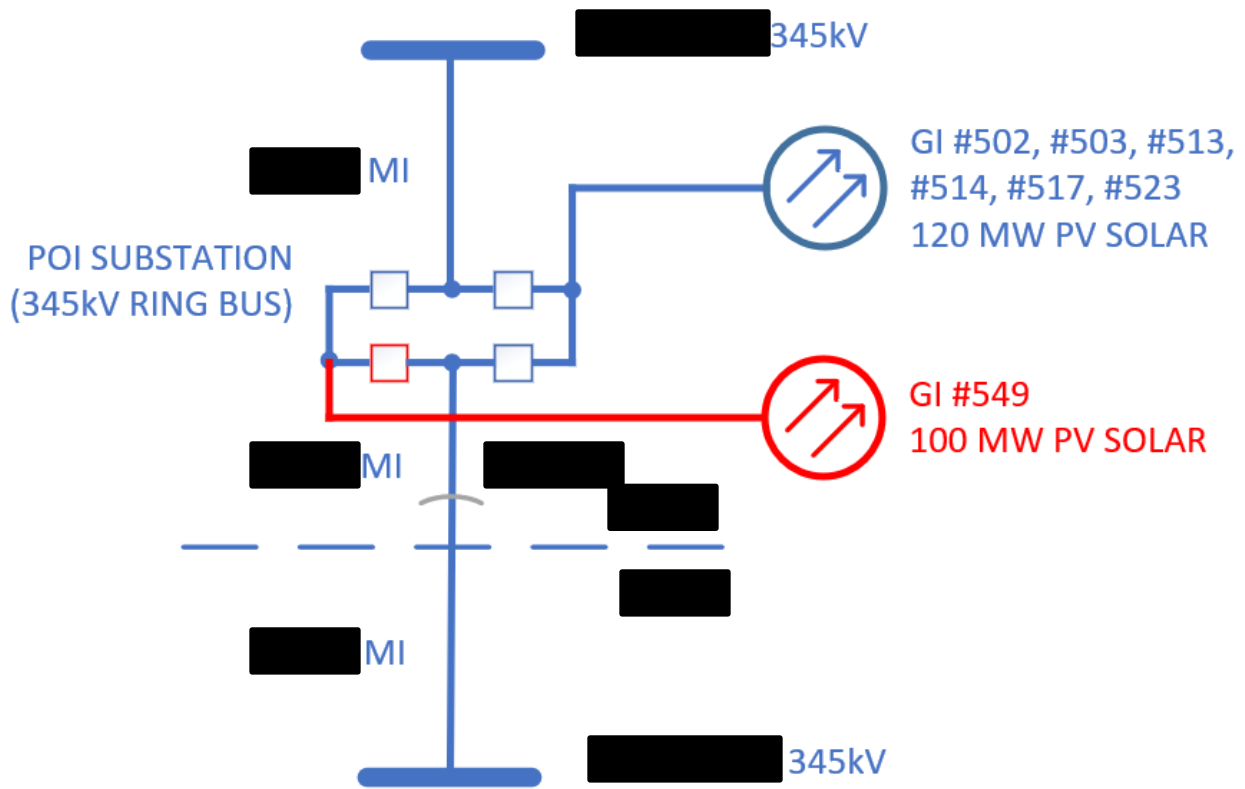 345kV
GI #502, #503, #513,
#514, #517, #523
120 MW PV SOLAR
MI
POI SUBSTATION
(345kV RING BUS)
GI #549
100 MW PV SOLAR
MI
MI
345kV